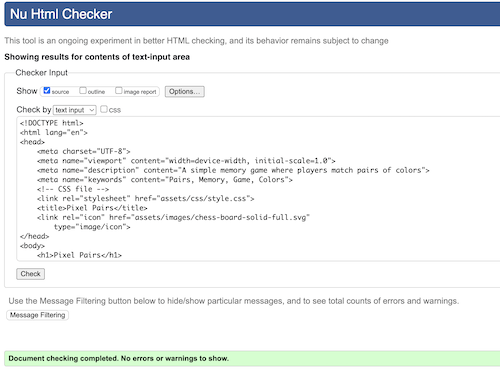 Nu Html Checker
This tool is an ongoing experiment in better HTML checking, and its behavior remains subject to change
Showing results for contents of text-input area
Checker Input
Show source outline image report Options...
Check by text input css
<!DOCTYPE html>
<html lang="en">
<head>
    <meta charset="UTF-8">
    <meta name="viewport" content="width=device-width, initial-scale=1.0">
    <meta name="description" content="A simple memory game where players match pairs of colors">
    <meta name="keywords" content="Pairs, Memory, Game, Colors">
    <!-- CSS file -->
    <link rel="stylesheet" href="assets/css/style.css">
    <title>Pixel Pairs</title>
    <link rel="icon" href="assets/images/chess-board-solid-full.svg"
        type="image/icon">
</head>
<body>
    <h1>Pixel Pairs</h1>
Check
Use the Message Filtering button below to hide/show particular messages, and to see total counts of errors and warnings.
Message Filtering
Document checking completed. No errors or warnings to show.